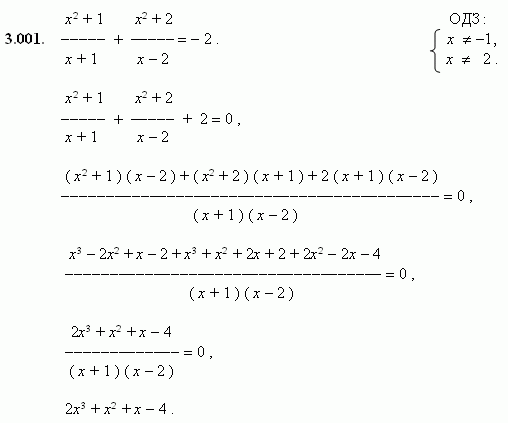 3.001. (x² + 1)/(x + 1) + (x² + 2)/(x – 2) = – 2 . ОДЗ : { x ≠ –1, x ≠ 2 .
(x² + 1)/(x + 1) + (x² + 2)/(x – 2) + 2 = 0 ,
((x² + 1) (x – 2) + (x² + 2) (x + 1) + 2 (x + 1) (x – 2))/((x + 1) (x – 2)) = 0 ,
(x³ – 2x² + x – 2 + x³ + x² + 2x + 2 + 2x² – 2x – 4)/((x + 1) (x – 2)) = 0 ,
(2x³ + x² + x – 4)/((x + 1) (x – 2)) = 0 ,
2x³ + x² + x – 4 .